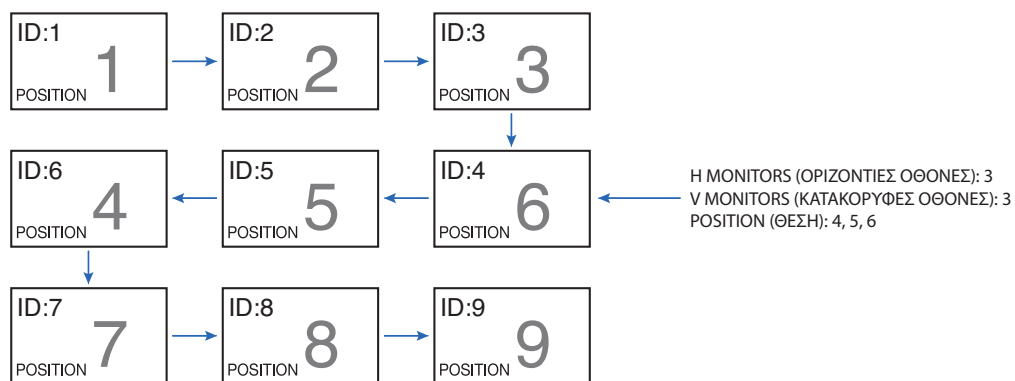 ID:1
1
POSITION
ID:2
2
POSITION
ID:3
3
POSITION
ID:6
4
POSITION
ID:5
5
POSITION
ID:4
6
POSITION
H MONITORS (ΟΡΙΖΟΝΤΙΕΣ ΟΘΟΝΕΣ): 3
V MONITORS (ΚΑΤΑΚΟΡΥΦΕΣ ΟΘΟΝΕΣ): 3
POSITION (ΘΕΣΗ): 4, 5, 6
ID:7
7
POSITION
ID:8
8
POSITION
ID:9
9
POSITION